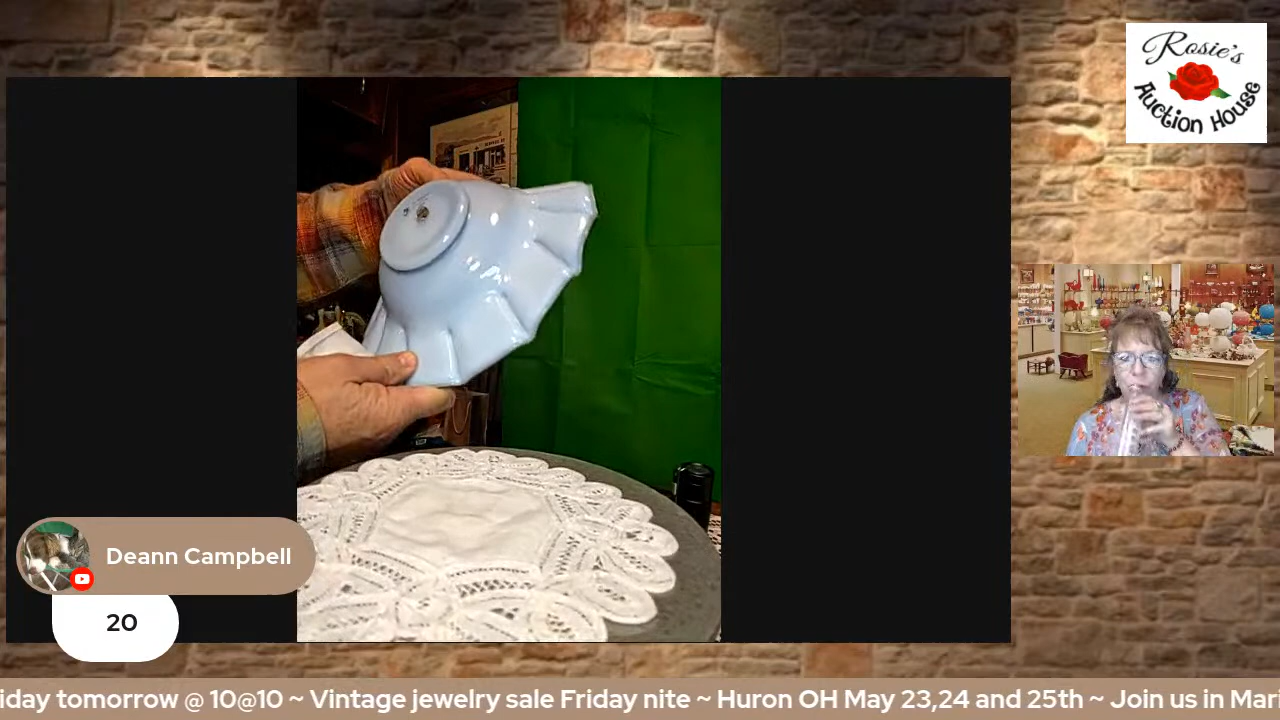 Rosie's
Auction House
Deann Campbell
20
iday tomorrow @ 10@10 ~ Vintage jewelry sale Friday nite ~ Huron OH May 23,24 and 25th ~ Join us in Mari